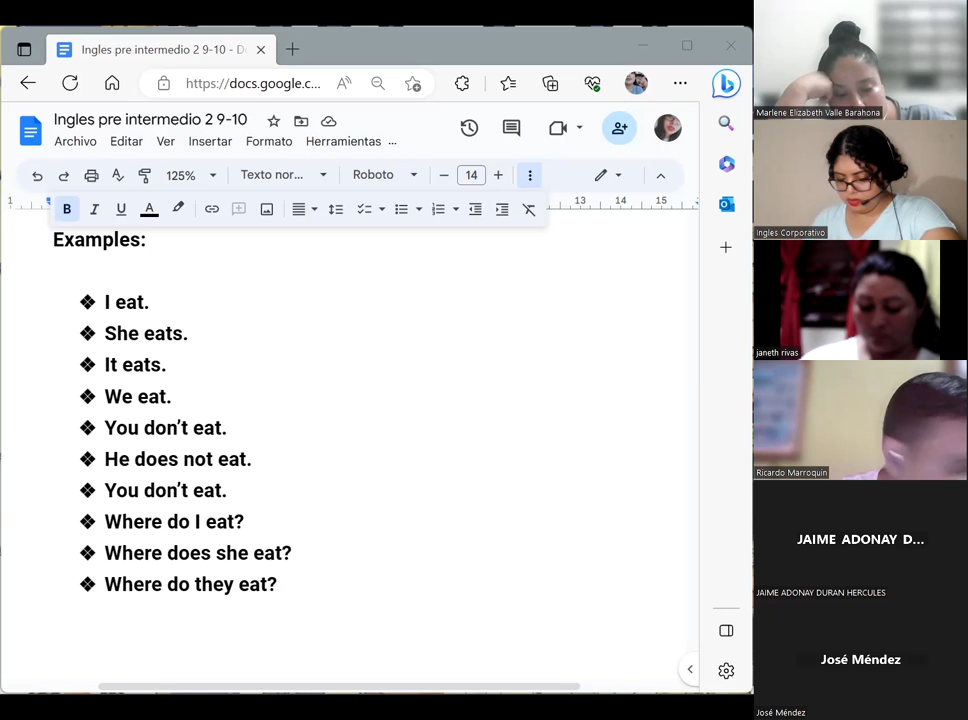 Ingles pre intermedio 2 9-10 - D
https://docs.google.c...
Ingles pre intermedio 2 9-10
Archivo Editar Ver Insertar Formato Herramientas ...
125% Texto nor... Roboto 14
B I U A
1 13 14 15
Examples:
❖ I eat.
❖ She eats.
❖ It eats.
❖ We eat.
❖ You don't eat.
❖ He does not eat.
❖ You don't eat.
❖ Where do I eat?
❖ Where does she eat?
❖ Where do they eat?
Marlene Elizabeth Valle Barahona
Ingles Corporativo
janeth rivas
Ricardo Marroquín
JAIME ADONAY D...
JAIME ADONAY DURAN HERCULES
José Méndez
José Méndez